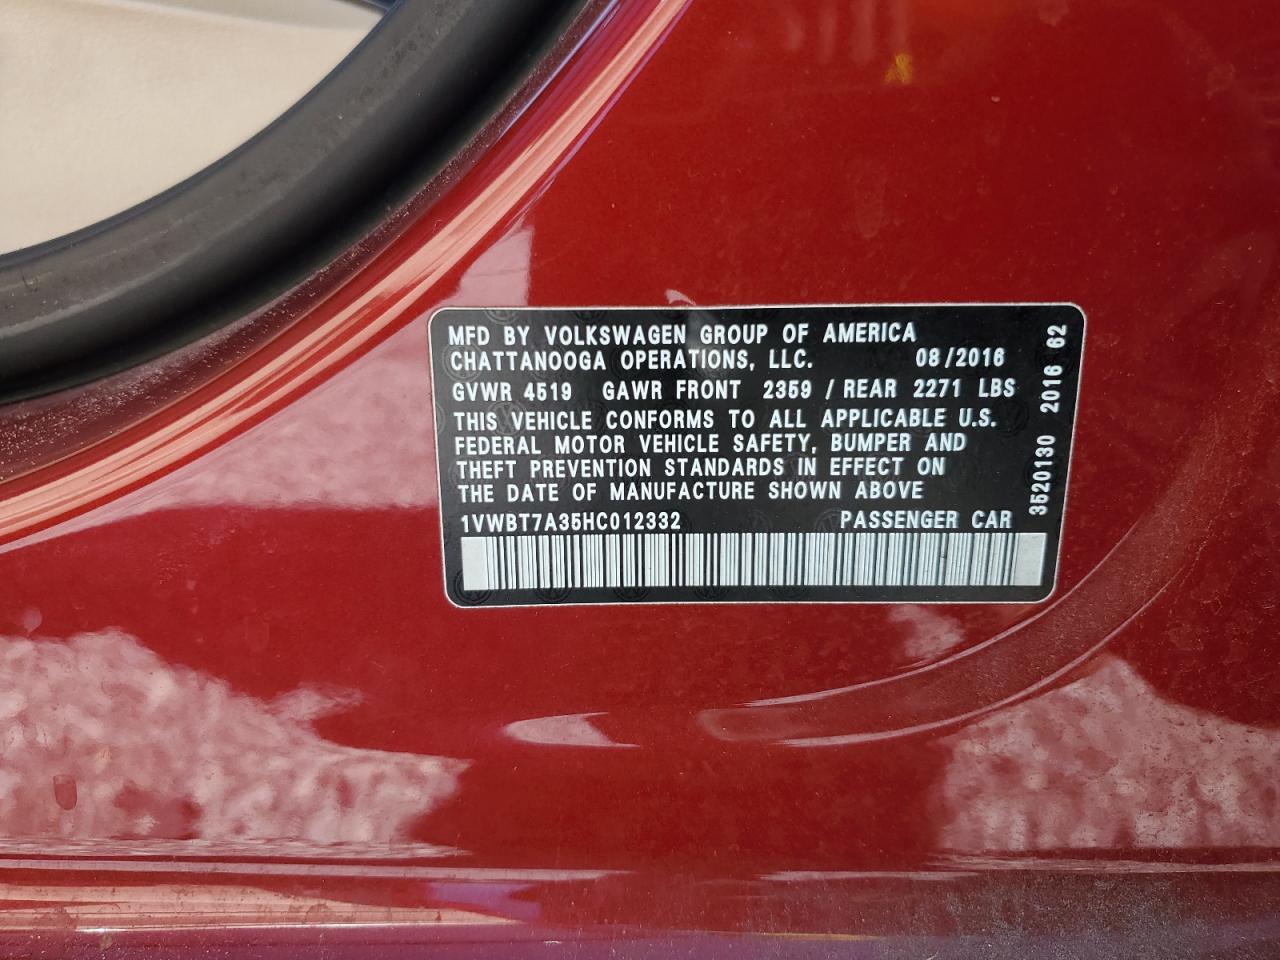 MFD BY VOLKSWAGEN GROUP OF AMERICA
CHATTANOOGA OPERATIONS, LLC. 08/2016
GVWR 4519 GAWR FRONT 2359 / REAR 2271 LBS
THIS VEHICLE CONFORMS TO ALL APPLICABLE U.S.
FEDERAL MOTOR VEHICLE SAFETY, BUMPER AND
THEFT PREVENTION STANDARDS IN EFFECT ON
THE DATE OF MANUFACTURE SHOWN ABOVE
1VWBT7A35HC012332 PASSENGER CAR
3520130 2016 62